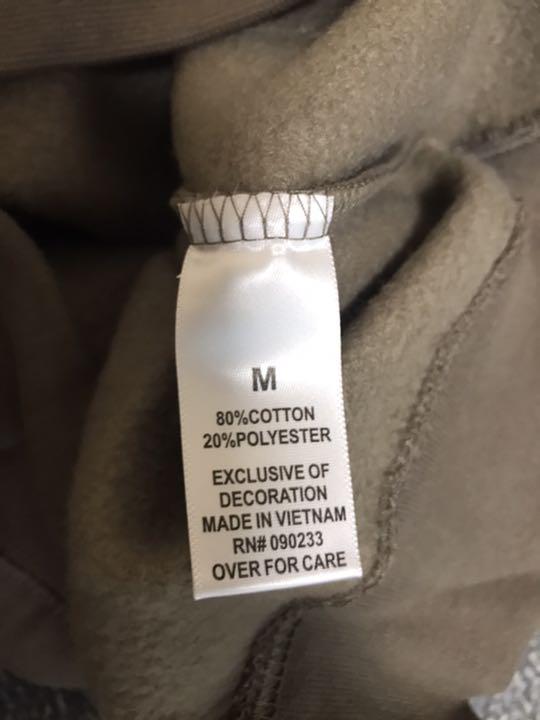 M
80%COTTON
20%POLYESTER
EXCLUSIVE OF
DECORATION
MADE IN VIETNAM
RN# 090233
OVER FOR CARE